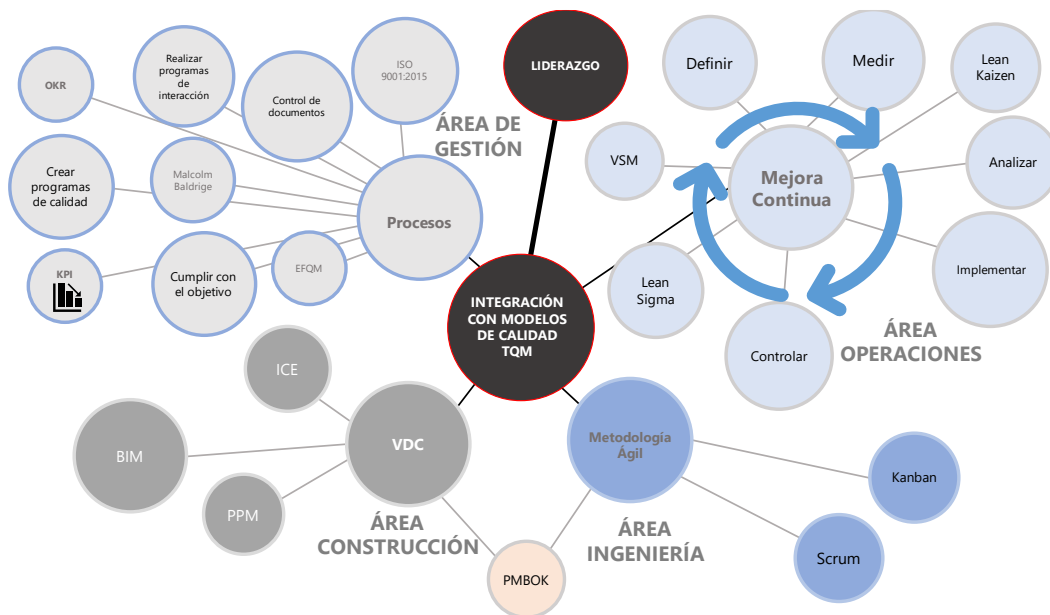 OKR
Realizar
programas
de
interacción
Control de
documentos
ISO
9001:2015
ÁREA DE
GESTIÓN
Crear
programas
de calidad
Malcolm
Baldrige
Procesos
KPI
Cumplir con
el objetivo
EFQM
LIDERAZGO
INTEGRACIÓN
CON MODELOS
DE CALIDAD
TQM
Definir
Medir
Lean
Kaizen
VSM
Mejora
Continua
Analizar
Lean
Sigma
Implementar
Controlar
ÁREA
OPERACIONES
ICE
BIM
VDC
PPM
ÁREA
CONSTRUCCIÓN
PMBOK
Metodología
Ágil
ÁREA
INGENIERÍA
Kanban
Scrum